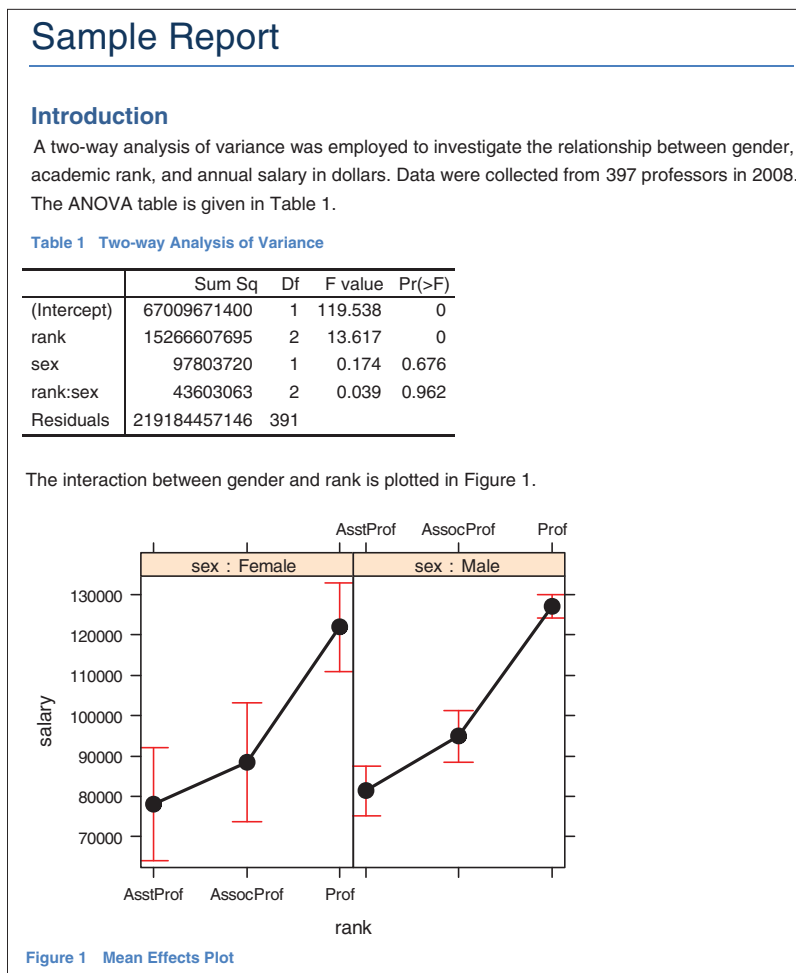 Sample Report
Introduction
A two-way analysis of variance was employed to investigate the relationship between gender,
academic rank, and annual salary in dollars. Data were collected from 397 professors in 2008.
The ANOVA table is given in Table 1.
Table 1 Two-way Analysis of Variance
Sum Sq Df F value Pr(>F)
(Intercept) 67009671400 1 119.538 0
rank 15266607695 2 13.617 0
sex 97803720 1 0.174 0.676
rank:sex 43603063 2 0.039 0.962
Residuals 219184457146 391
The interaction between gender and rank is plotted in Figure 1.
AsstProf AssocProf Prof
sex : Female sex : Male
130000
120000
110000
100000
90000
80000
70000
salary
AsstProf AssocProf Prof
rank
Figure 1 Mean Effects Plot